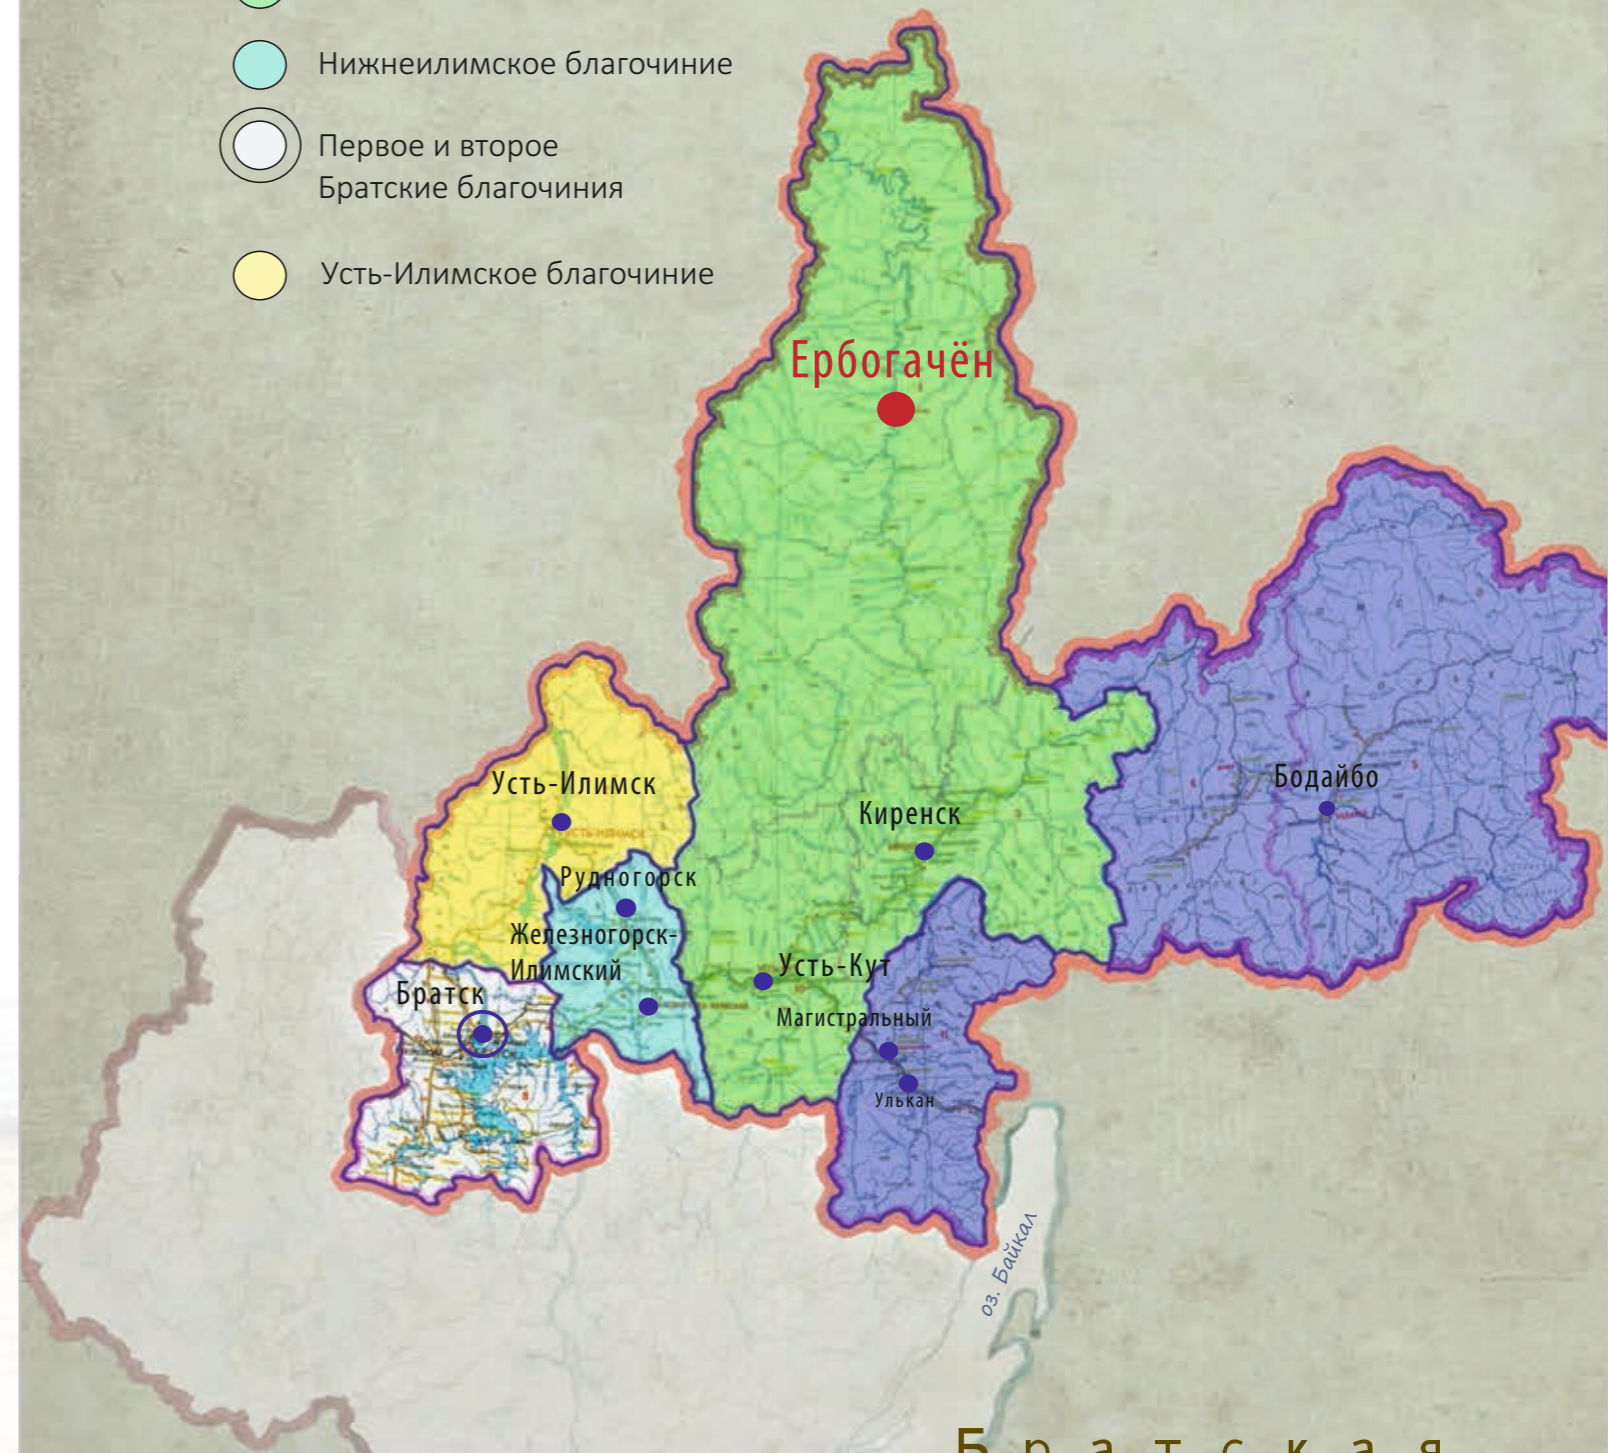 Нижнеилимское благочиние
Первое и второе
Братские благочиния
Усть-Илимское благочиние
Ербогачён
Усть-Илимск
Бодайбо
Киренск
Рудногорск
Железногорск-
Илимский
Усть-Кут
Братск
Магистральный
Улькан
оз. Байкал
Братская